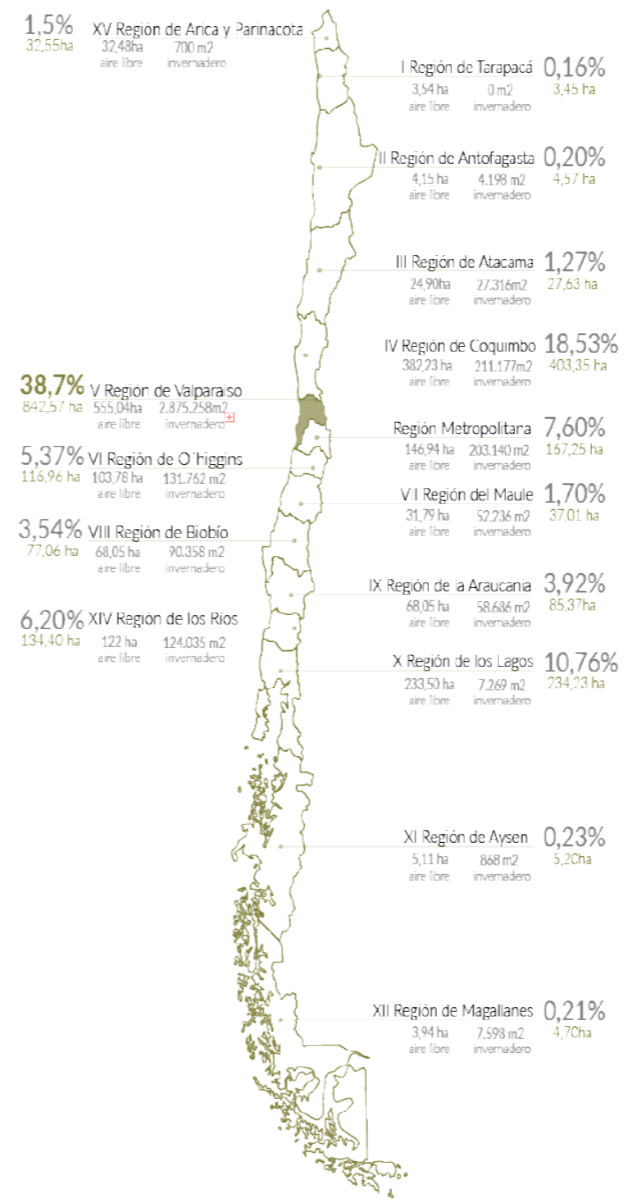 1,5% XV Región de Arica y Parinacota
32,55ha 32,48ha 700 m2
aire libre invernadero
I Región de Tarapacá 0,16%
3,54 ha 0 m2 3,45 ha
aire libre invernadero
II Región de Antofagasta 0,20%
4,15 ha 4.198 m2 4,57 ha
aire libre invernadero
III Región de Atacama 1,27%
24,90ha 27.316m2 27,63 ha
aire libre invernadero
IV Región de Coquimbo 18,53%
382,23 ha 211.177m2 403,35 ha
aire libre invernadero
38,7% V Región de Valparaiso
842,57 ha 555,04ha 2.875.258m2
aire libre invernadero
Región Metropolitana 7,60%
146,94 ha 203.140 m2 167,25 ha
aire libre invernadero
5,37% VI Región de O´higgins
116,96 ha 103,78 ha 131.762 m2
aire libre invernadero
VII Región del Maule 1,70%
31,79 ha 52.236 m2 37,01 ha
aire libre invernadero
3,54% VIII Región de Biobío
77,06 ha 68,05 ha 90.358 m2
aire libre invernadero
IX Región de la Araucania 3,92%
68,05 ha 58.686 m2 85,37ha
aire libre invernadero
6,20% XIV Región de los Ríos
134,40 ha 122 ha 124.035 m2
aire libre invernadero
X Región de los Lagos 10,76%
233,50 ha 7.269 m2 234,23 ha
aire libre invernadero
XI Región de Aysen 0,23%
5,11 ha 868 m2 5,20ha
aire libre invernadero
XII Región de Magallanes 0,21%
3,94 ha 7.598 m2 4,70ha
aire libre invernadero